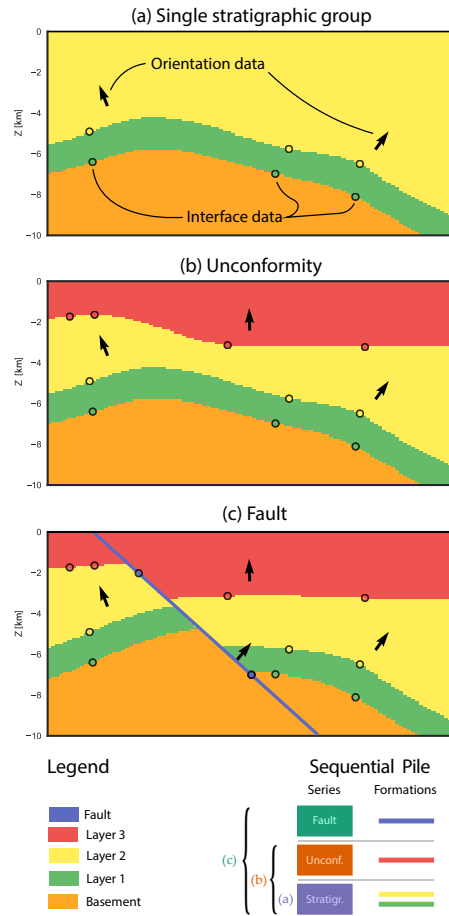 (a) Single stratigraphic group
0
−2
−4
−6
−8
−10
Z [km]
Orientation data
Interface data
(b) Unconformity
0
−2
−4
−6
−8
−10
Z [km]
(c) Fault
0
−2
−4
−6
−8
−10
Z [km]
Legend
Fault
Layer 3
Layer 2
Layer 1
Basement
Sequential Pile
Series Formations
Fault
(c)
(b)
Unconf.
(a)
Stratigr.